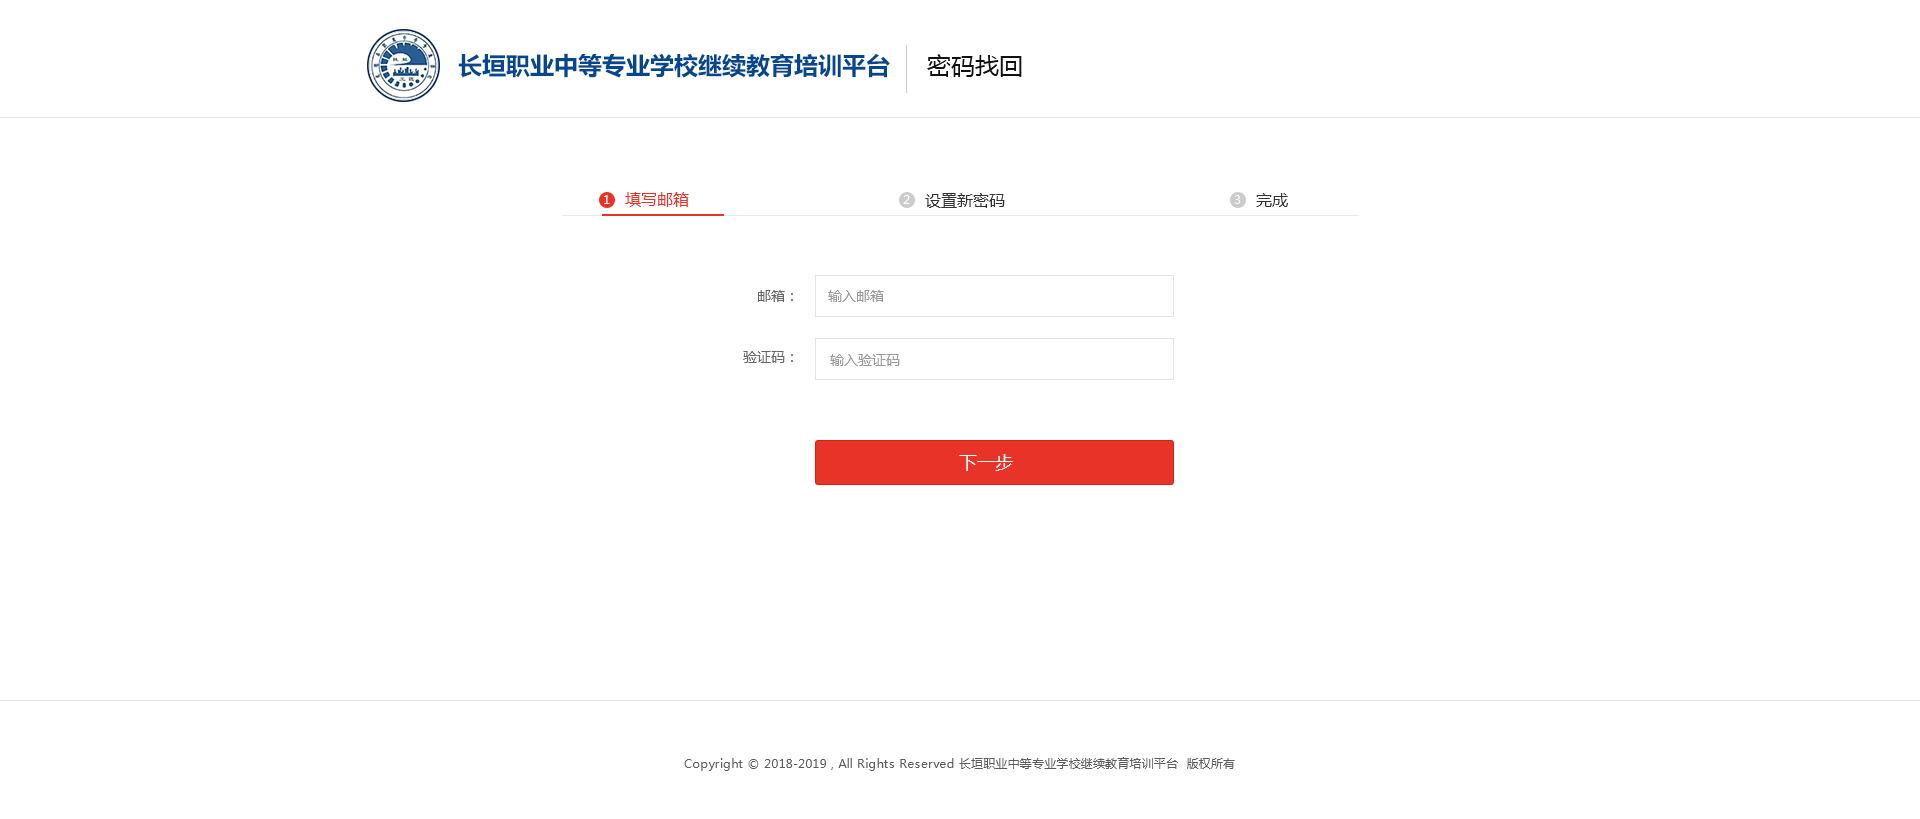 长垣职业中等专业学校继续教育培训平台 密码找回
1 填写邮箱 2 设置新密码 3 完成
邮箱： 输入邮箱
验证码： 输入验证码
下一步
Copyright © 2018-2019 , All Rights Reserved 长垣职业中等专业学校继续教育培训平台 版权所有